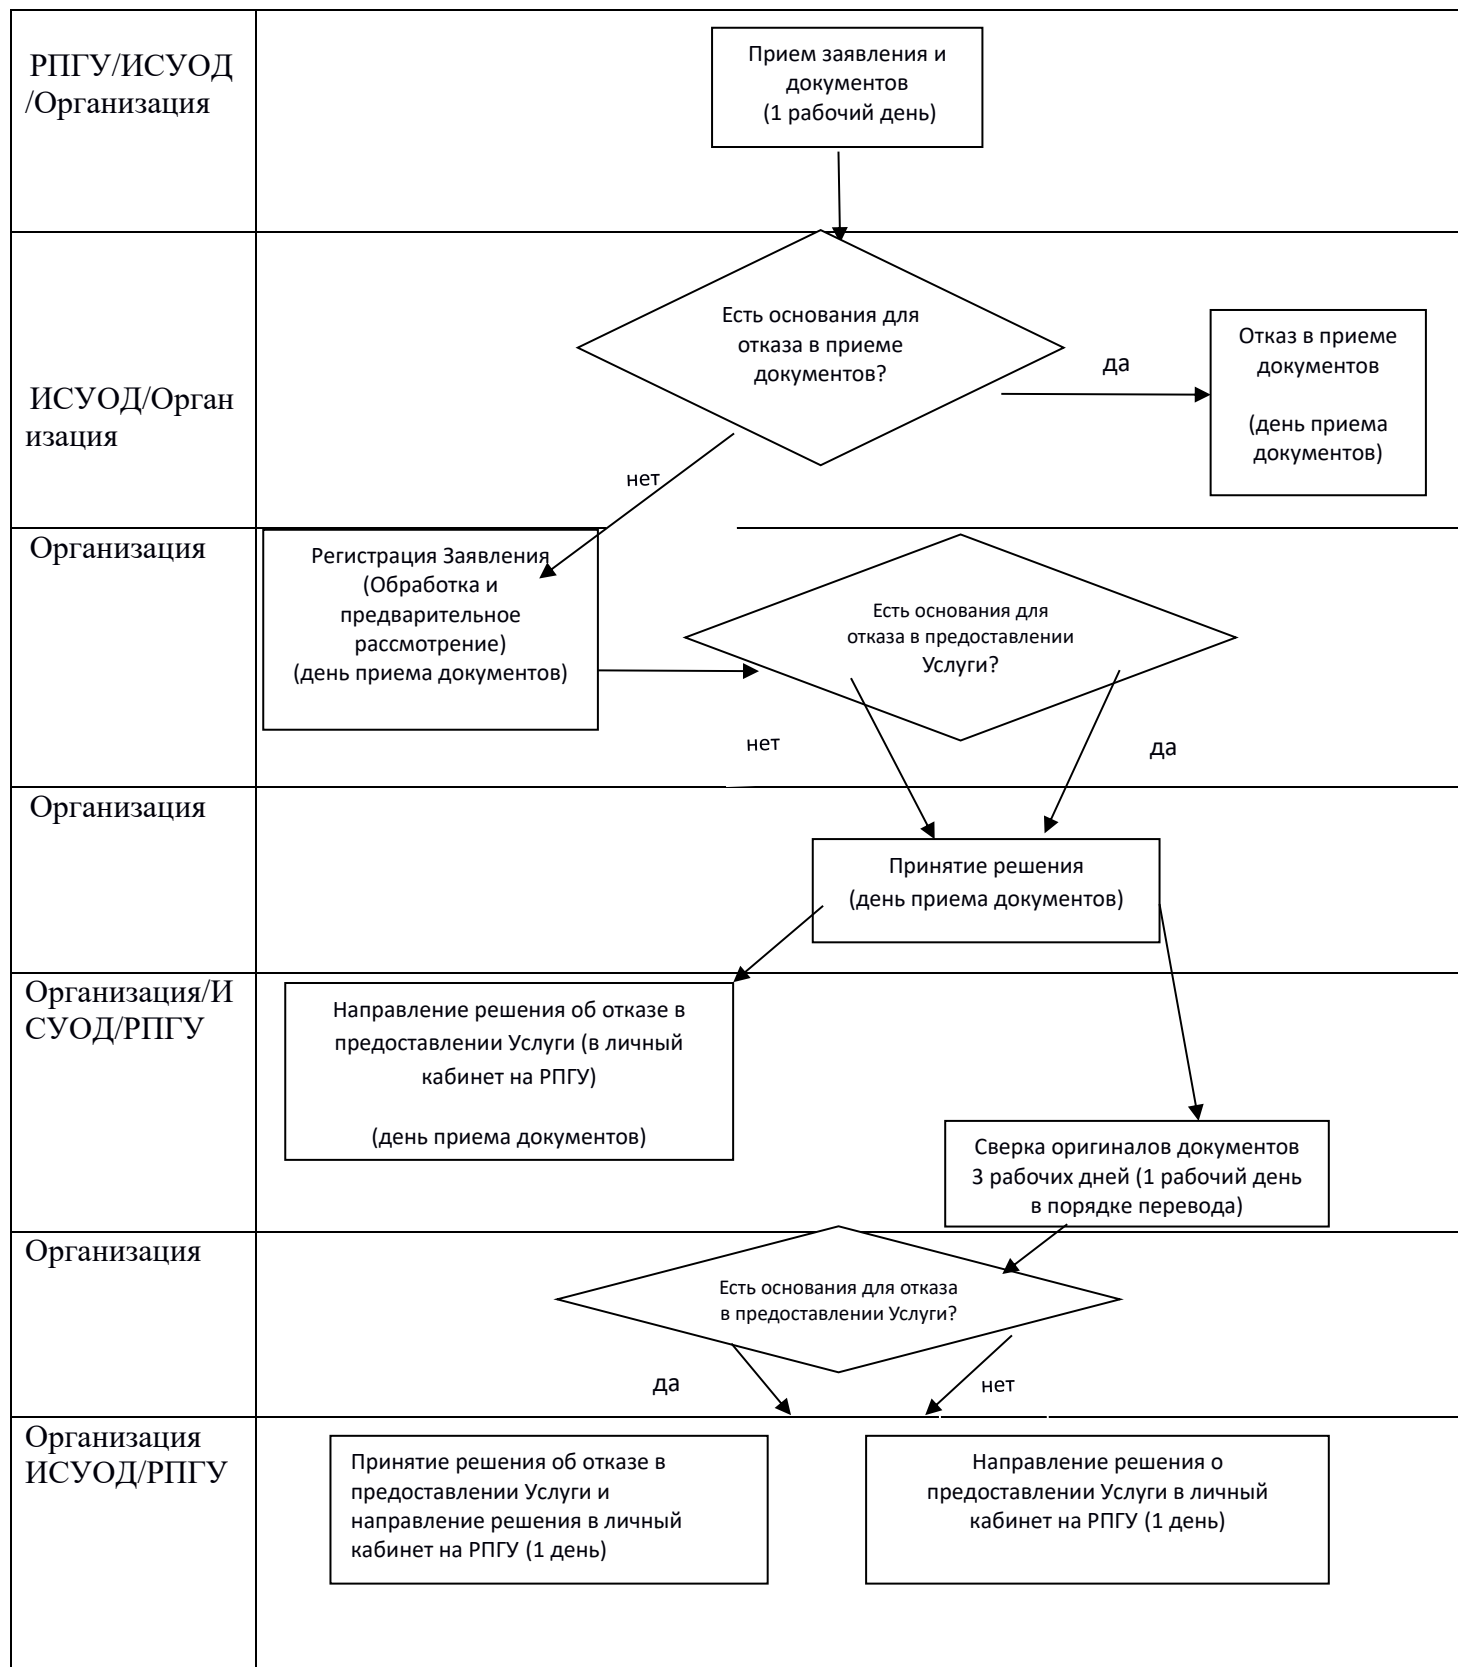 РПГУ/ИСУОД
/Организация
Прием заявления и
документов
(1 рабочий день)
ИСУОД/Орган
изация
Есть основания для
отказа в приеме
документов?
да
Отказ в приеме
документов
(день приема
документов)
нет
Организация
Регистрация Заявления
(Обработка и
предварительное
рассмотрение)
(день приема документов)
Есть основания для
отказа в предоставлении
Услуги?
нет
да
Организация
Принятие решения
(день приема документов)
Организация/И
СУОД/РПГУ
Направление решения об отказе в
предоставлении Услуги (в личный
кабинет на РПГУ)
(день приема документов)
Сверка оригиналов документов
3 рабочих дней (1 рабочий день
в порядке перевода)
Организация
Есть основания для отказа
в предоставлении Услуги?
да
нет
Организация
ИСУОД/РПГУ
Принятие решения об отказе в
предоставлении Услуги и
направление решения в личный
кабинет на РПГУ (1 день)
Направление решения о
предоставлении Услуги в личный
кабинет на РПГУ (1 день)